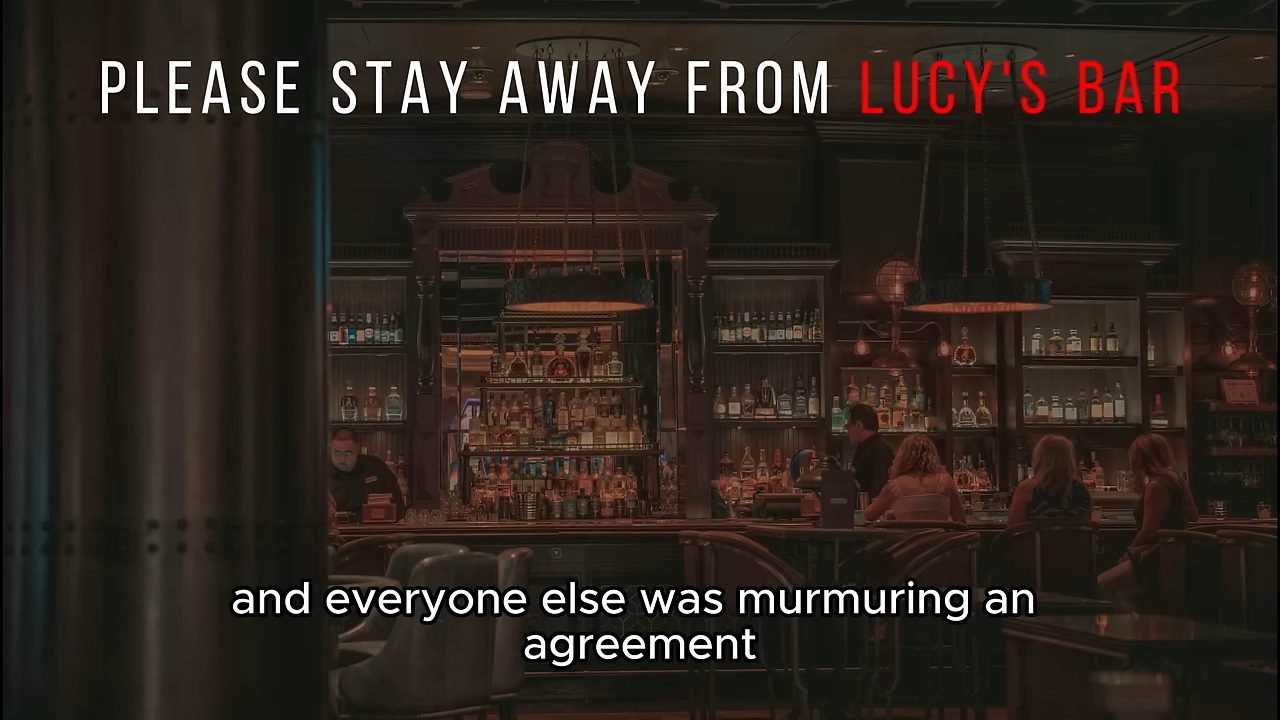 PLEASE STAY AWAY FROM LUCY'S BAR
and everyone else was murmuring an
agreement